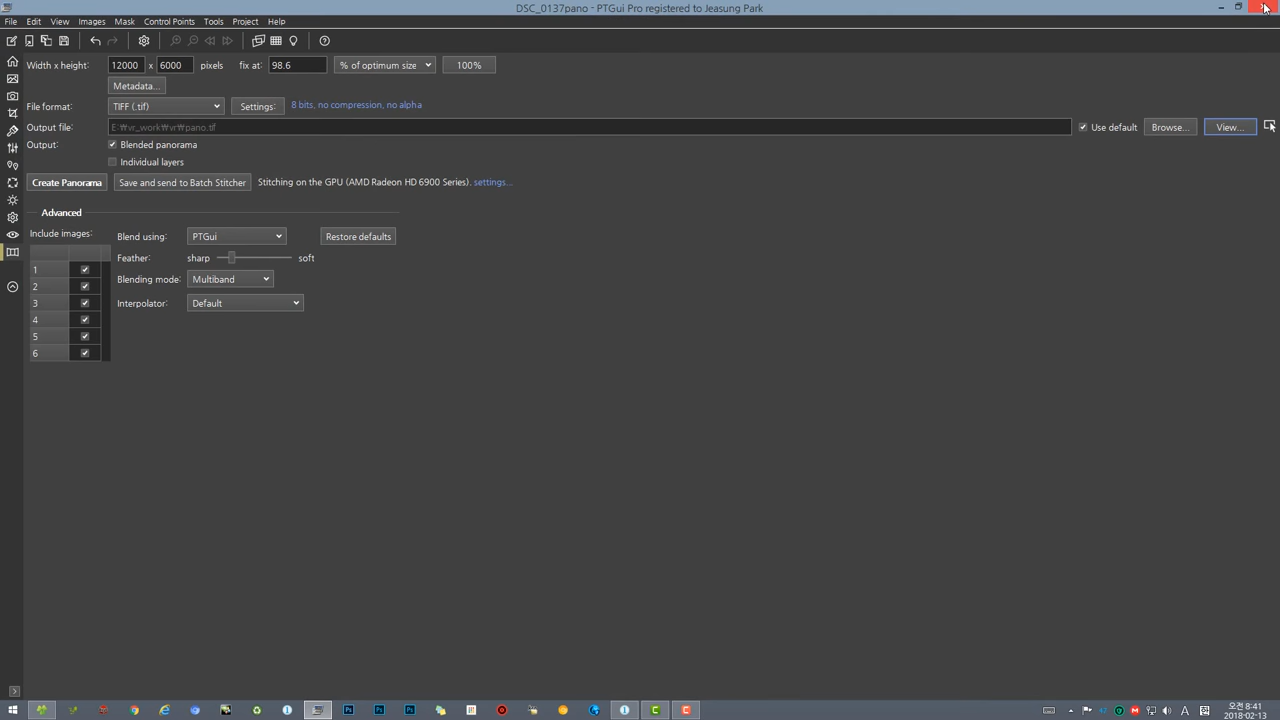 DSC_0137pano - PTGui Pro registered to Jeasung Park
File Edit View Images Mask Control Points Tools Project Help
Width x height: 12000 x 6000 pixels fix at: 98.6 % of optimum size 100%
Metadata...
File format: TIFF (.tif) Settings: 8 bits, no compression, no alpha
Output file: E:₩vr_work₩vr₩pano.tif Use default Browse... View...
Output: Blended panorama
Individual layers
Create Panorama Save and send to Batch Stitcher Stitching on the GPU (AMD Radeon HD 6900 Series). settings...
Advanced
Include images: Blend using: PTGui Restore defaults
Feather: sharp soft
1
Blending mode: Multiband
2
3 Interpolator: Default
4
5
6
오전 8:41
2018-02-13